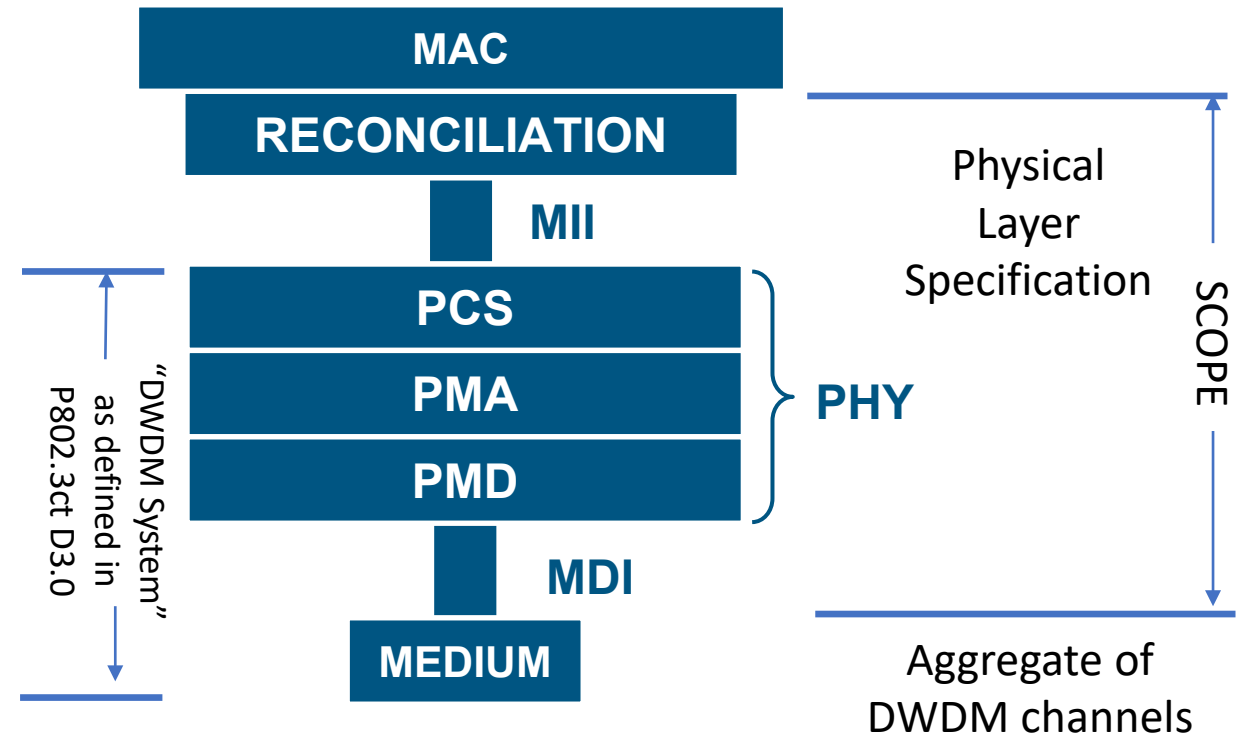 MAC
RECONCILIATION
MII
PCS
PMA
PMD
PHY
MDI
MEDIUM
“DWDM System”
as defined in
P802.3ct D3.0
Physical
Layer
Specification
SCOPE
Aggregate of
DWDM channels